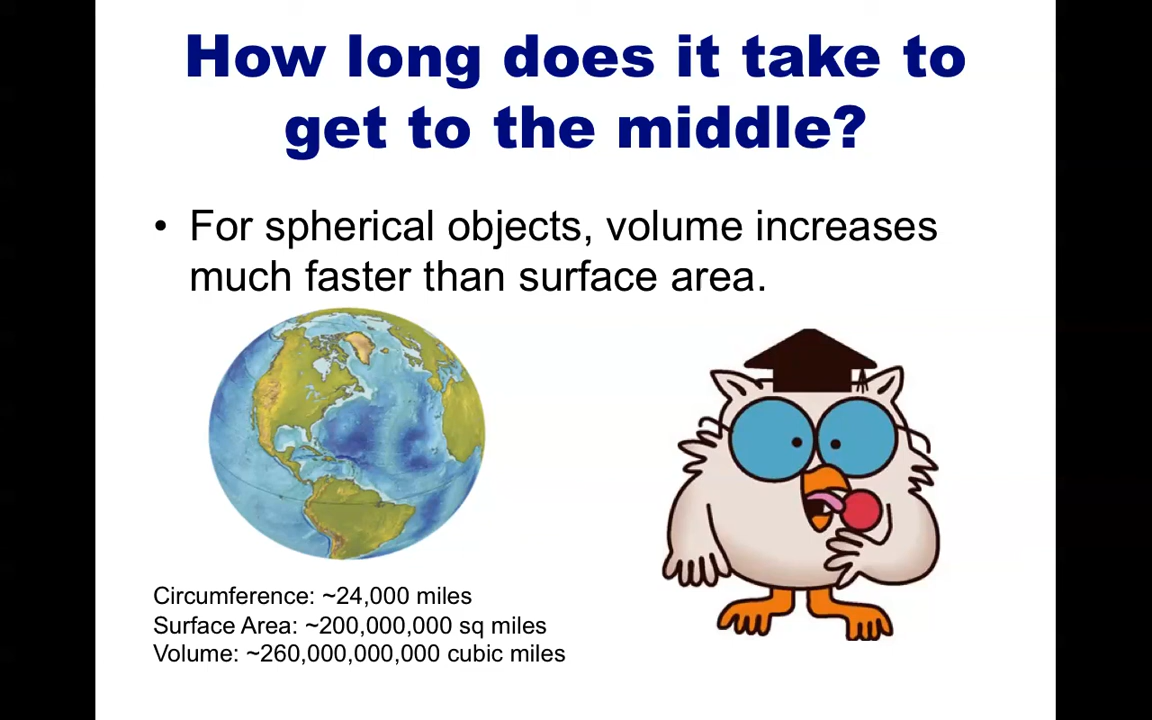 How long does it take to
get to the middle?
• For spherical objects, volume increases
much faster than surface area.
Circumference: ~24,000 miles
Surface Area: ~200,000,000 sq miles
Volume: ~260,000,000,000 cubic miles